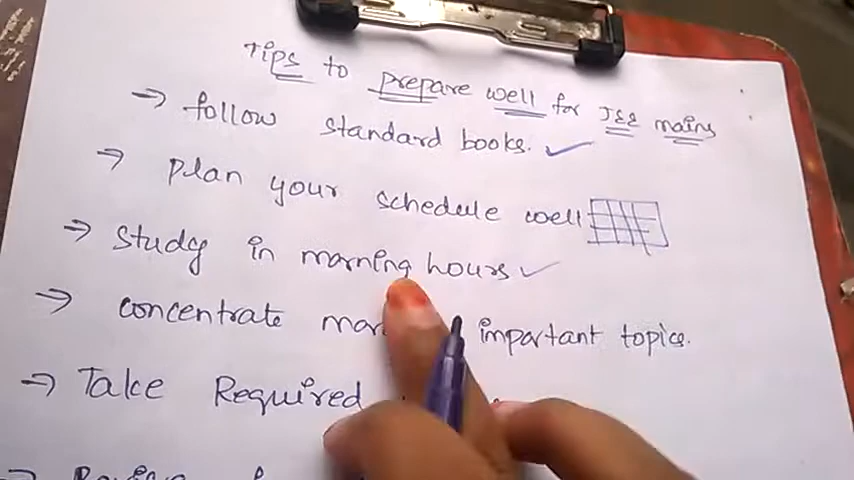 Tips to prepare well for JEE mains
→ follow standard books. ✓
→ plan your schedule well
→ Study in morning hours ✓
→ concentrate important topics.
→ Take Required
→